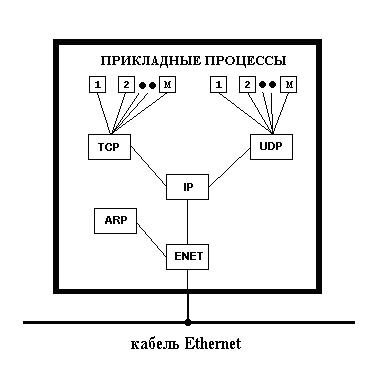 ПРИКЛАДНЫЕ ПРОЦЕССЫ
1 2 •• M 1 2 •• M
TCP UDP
IP
ARP
ENET
кабель Ethernet